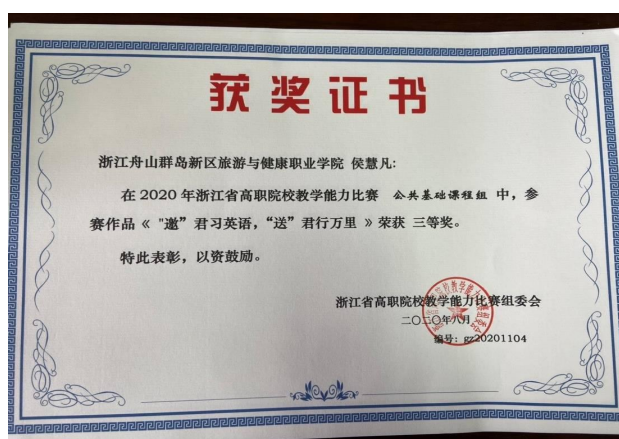 获奖证书
浙江舟山群岛新区旅游与健康职业学院 侯慧凡:
在 2020 年浙江省高职院校教学能力比赛 公共基础课程组 中，参
赛作品《 "邀" 君习英语，"送" 君行万里 》荣获 三等奖。
特此表彰，以资鼓励。
浙江省高职院校教学能力比赛组委会
二〇二〇年八月
编号: gz20201104